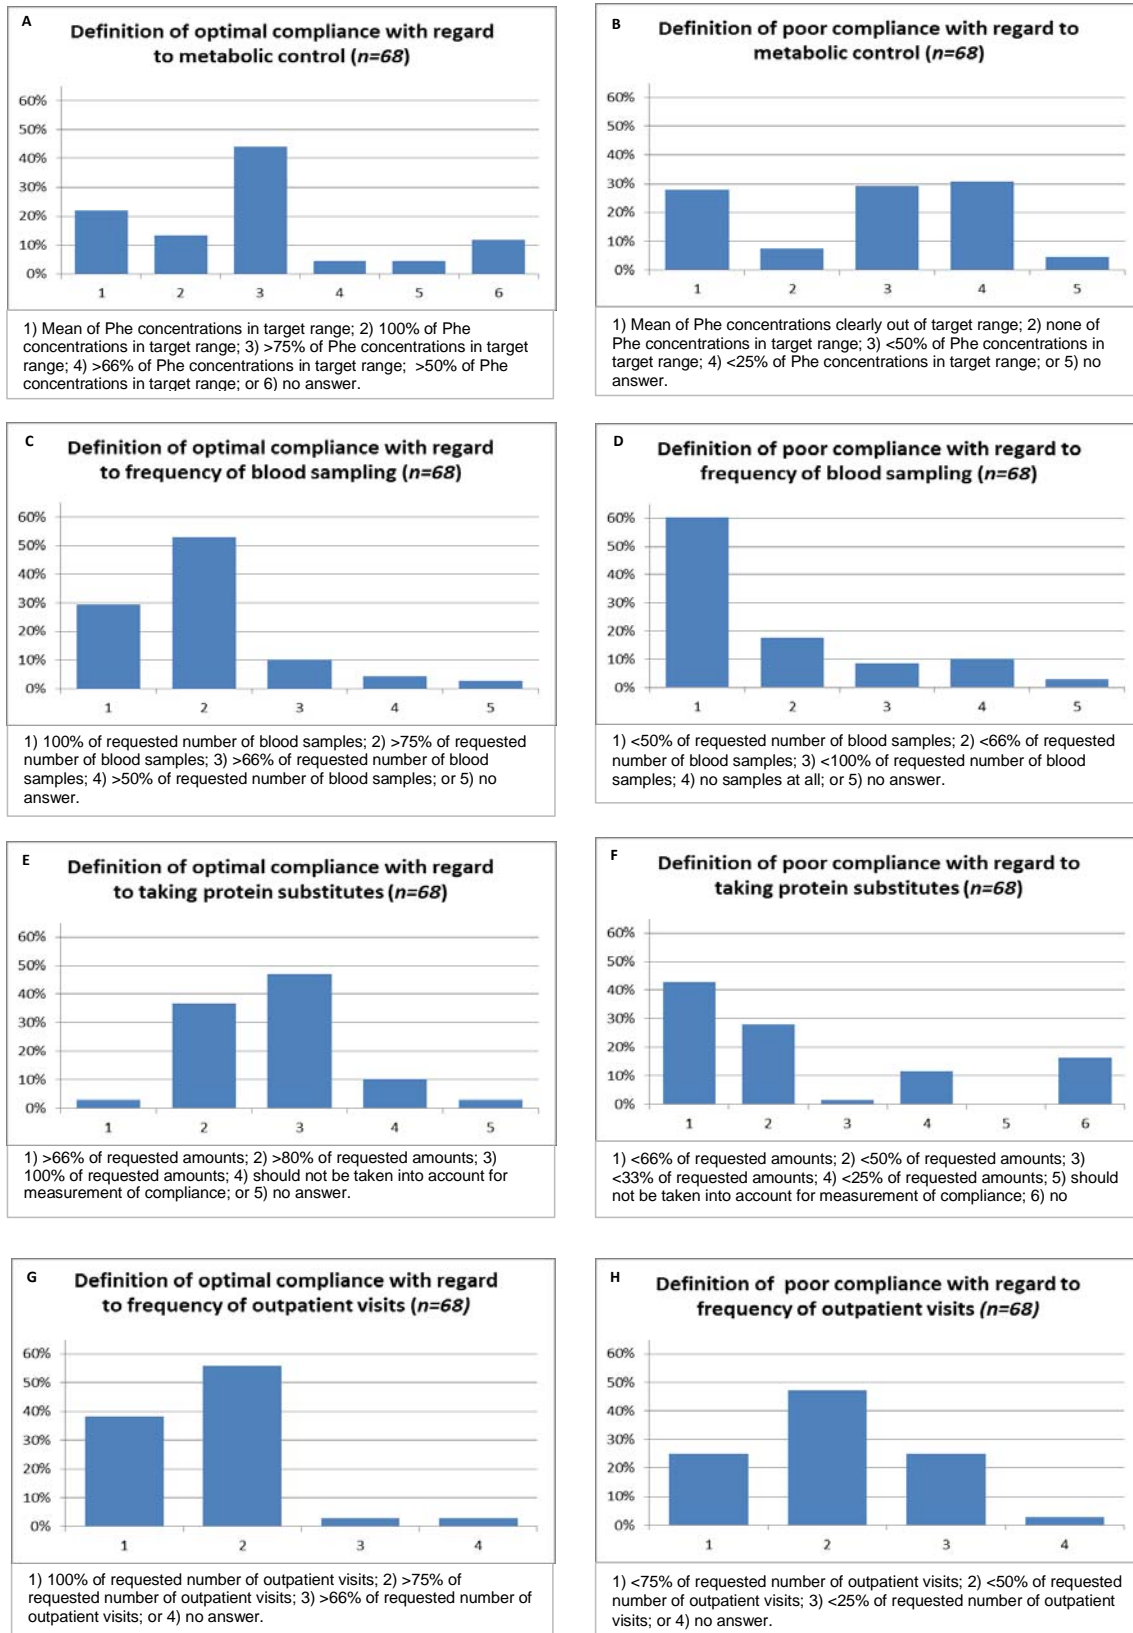 A
Definition of optimal compliance with regard
to metabolic control (n=68)
60%
50%
40%
30%
20%
10%
0%
1 2 3 4 5 6
1) Mean of Phe concentrations in target range; 2) 100% of Phe
concentrations in target range; 3) >75% of Phe concentrations in target
range; 4) >66% of Phe concentrations in target range; >50% of Phe
concentrations in target range; or 6) no answer.
B
Definition of poor compliance with regard to
metabolic control (n=68)
60%
50%
40%
30%
20%
10%
0%
1 2 3 4 5
1) Mean of Phe concentrations clearly out of target range; 2) none of
Phe concentrations in target range; 3) <50% of Phe concentrations in
target range; 4) <25% of Phe concentrations in target range; or 5) no
answer.
C
Definition of optimal compliance with regard
to frequency of blood sampling (n=68)
60%
50%
40%
30%
20%
10%
0%
1 2 3 4 5
1) 100% of requested number of blood samples; 2) >75% of requested
number of blood samples; 3) >66% of requested number of blood
samples; 4) >50% of requested number of blood samples; or 5) no
answer.
D
Definition of poor compliance with regard to
frequency of blood sampling (n=68)
60%
50%
40%
30%
20%
10%
0%
1 2 3 4 5
1) <50% of requested number of blood samples; 2) <66% of requested
number of blood samples; 3) <100% of requested number of blood
samples; 4) no samples at all; or 5) no answer.
E
Definition of optimal compliance with regard
to taking protein substitutes (n=68)
60%
50%
40%
30%
20%
10%
0%
1 2 3 4 5
1) >66% of requested amounts; 2) >80% of requested amounts; 3)
100% of requested amounts; 4) should not be taken into account for
measurement of compliance; or 5) no answer.
F
Definition of poor compliance with regard to
taking protein substitutes (n=68)
60%
50%
40%
30%
20%
10%
0%
1 2 3 4 5 6
1) <66% of requested amounts; 2) <50% of requested amounts; 3)
<33% of requested amounts; 4) <25% of requested amounts; 5) should
not be taken into account for measurement of compliance; 6) no
G
Definition of optimal compliance with regard
to frequency of outpatient visits (n=68)
60%
50%
40%
30%
20%
10%
0%
1 2 3 4
1) 100% of requested number of outpatient visits; 2) >75% of
requested number of outpatient visits; 3) >66% of requested number of
outpatient visits; or 4) no answer.
H
Definition of poor compliance with regard to
frequency of outpatient visits (n=68)
60%
50%
40%
30%
20%
10%
0%
1 2 3 4
1) <75% of requested number of outpatient visits; 2) <50% of requested
number of outpatient visits; 3) <25% of requested number of outpatient
visits; or 4) no answer.